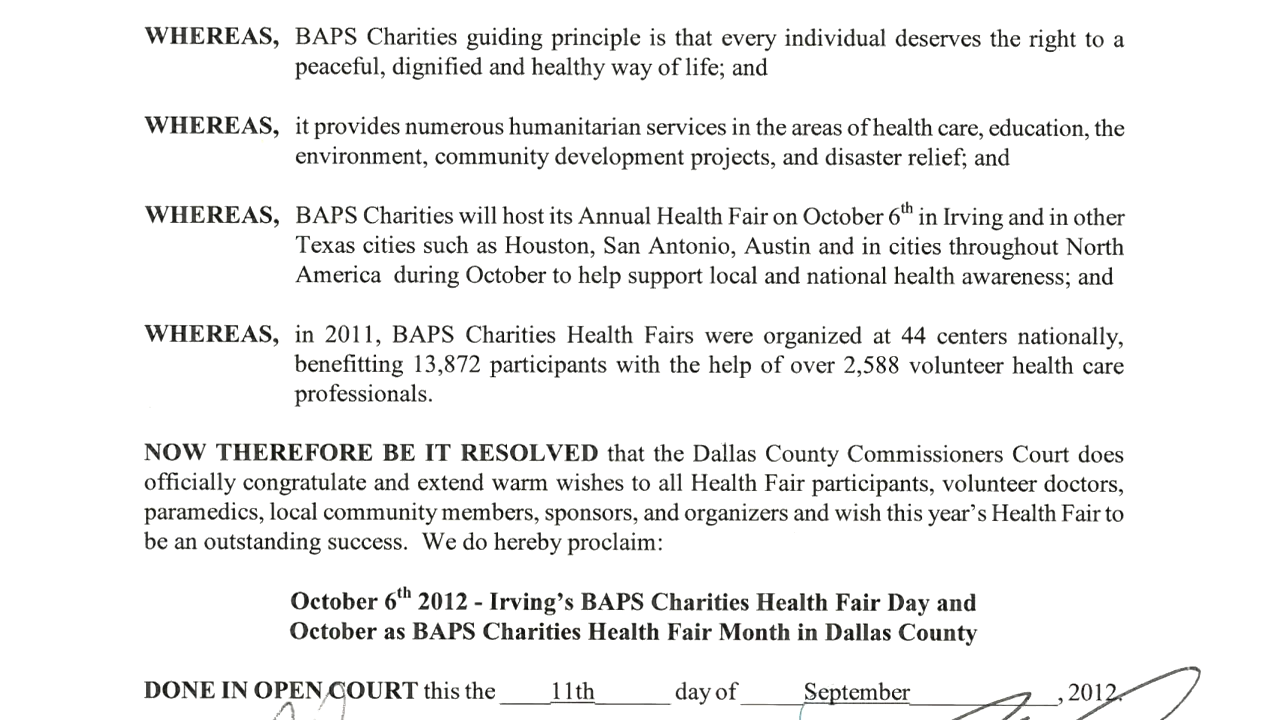 WHEREAS, BAPS Charities guiding principle is that every individual deserves the right to a
peaceful, dignified and healthy way of life; and
WHEREAS, it provides numerous humanitarian services in the areas of health care, education, the
environment, community development projects, and disaster relief; and
WHEREAS, BAPS Charities will host its Annual Health Fair on October 6th in Irving and in other
Texas cities such as Houston, San Antonio, Austin and in cities throughout North
America during October to help support local and national health awareness; and
WHEREAS, in 2011, BAPS Charities Health Fairs were organized at 44 centers nationally,
benefitting 13,872 participants with the help of over 2,588 volunteer health care
professionals.
NOW THEREFORE BE IT RESOLVED that the Dallas County Commissioners Court does
officially congratulate and extend warm wishes to all Health Fair participants, volunteer doctors,
paramedics, local community members, sponsors, and organizers and wish this year's Health Fair to
be an outstanding success. We do hereby proclaim:
October 6th 2012 - Irving's BAPS Charities Health Fair Day and
October as BAPS Charities Health Fair Month in Dallas County
DONE IN OPEN COURT this the 11th day of September, 2012.